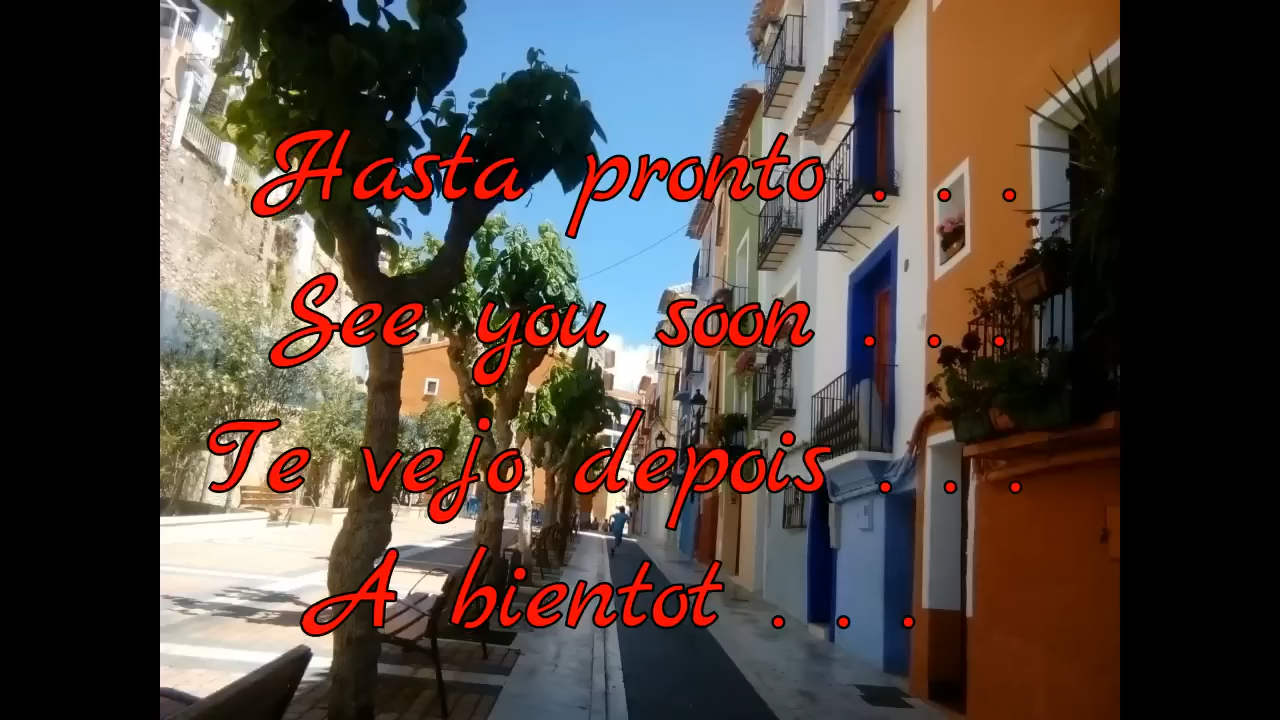 Hasta pronto . . .
See you soon . . .
Te vejo depois . . .
A bientot . . .